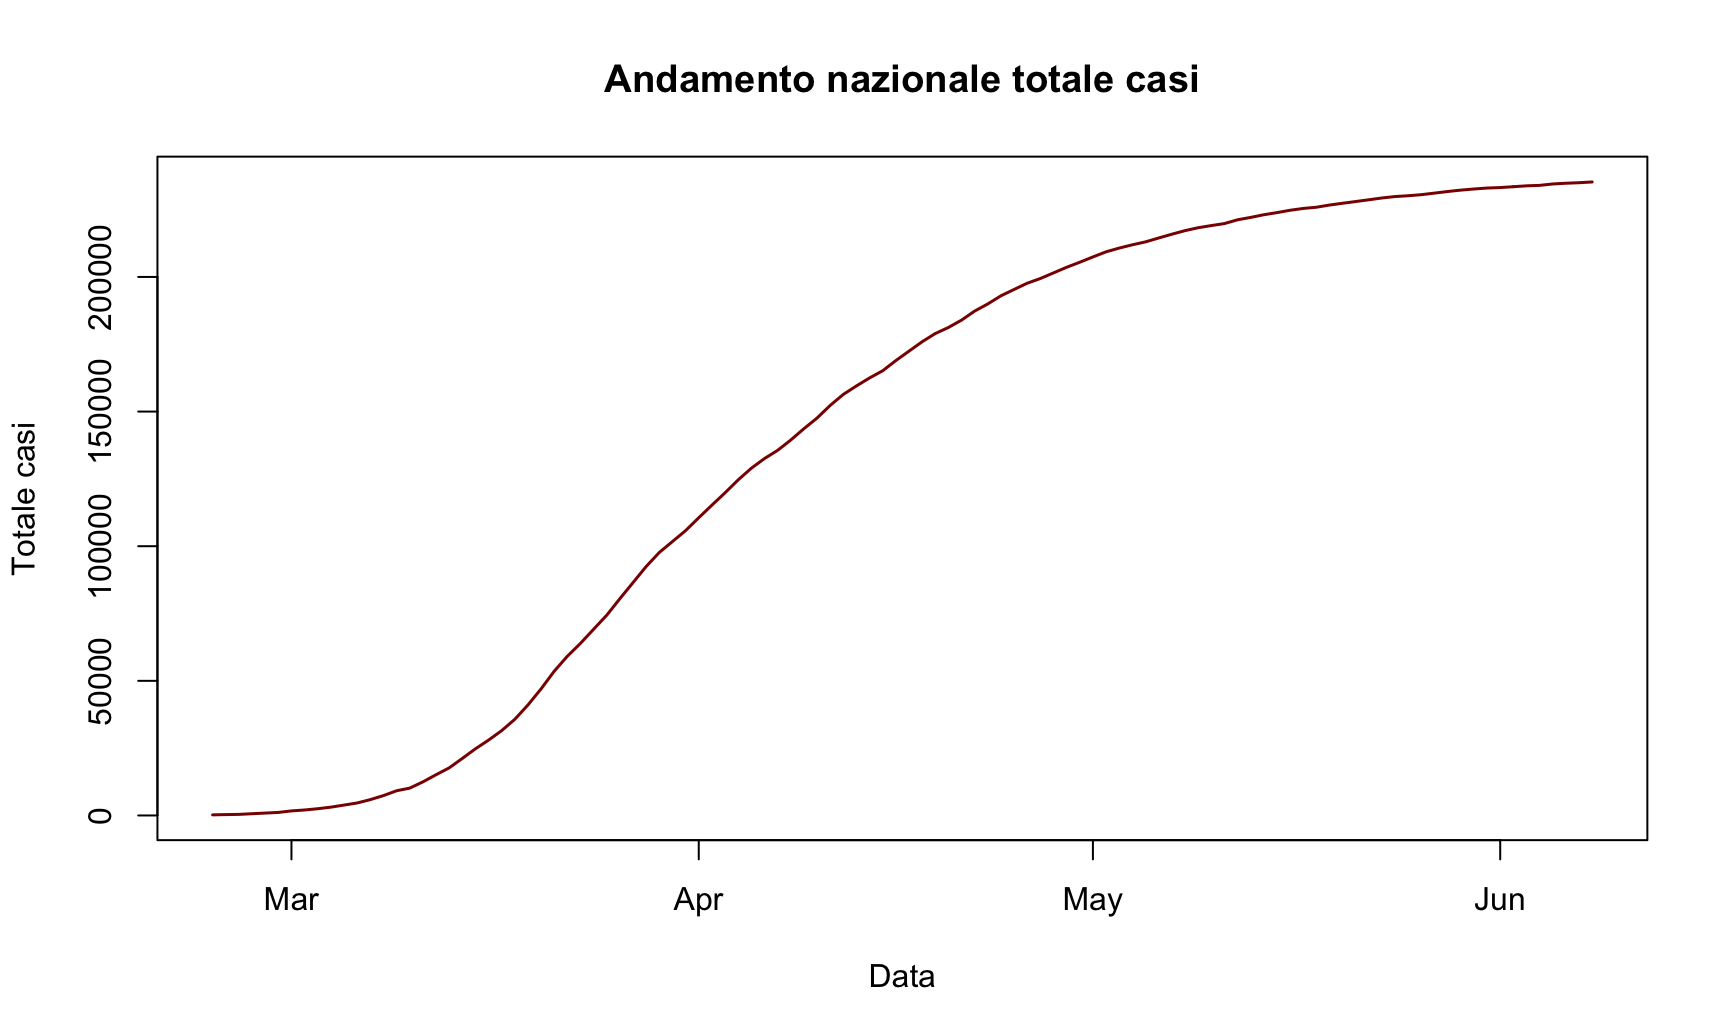 Andamento nazionale totale casi
Totale casi
200000
150000
100000
50000
0
Mar Apr May Jun
Data